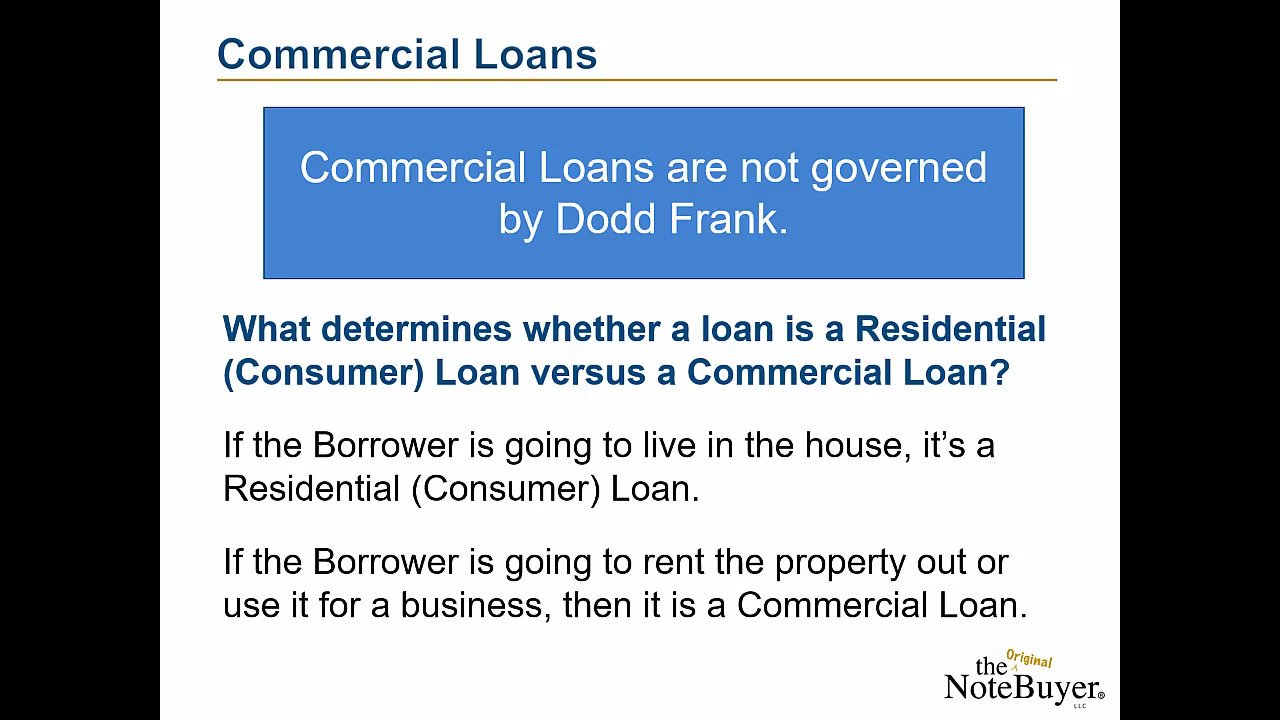 Commercial Loans
Commercial Loans are not governed
by Dodd Frank.
What determines whether a loan is a Residential
(Consumer) Loan versus a Commercial Loan?
If the Borrower is going to live in the house, it’s a
Residential (Consumer) Loan.
If the Borrower is going to rent the property out or
use it for a business, then it is a Commercial Loan.
the Original
NoteBuyer®
LLC